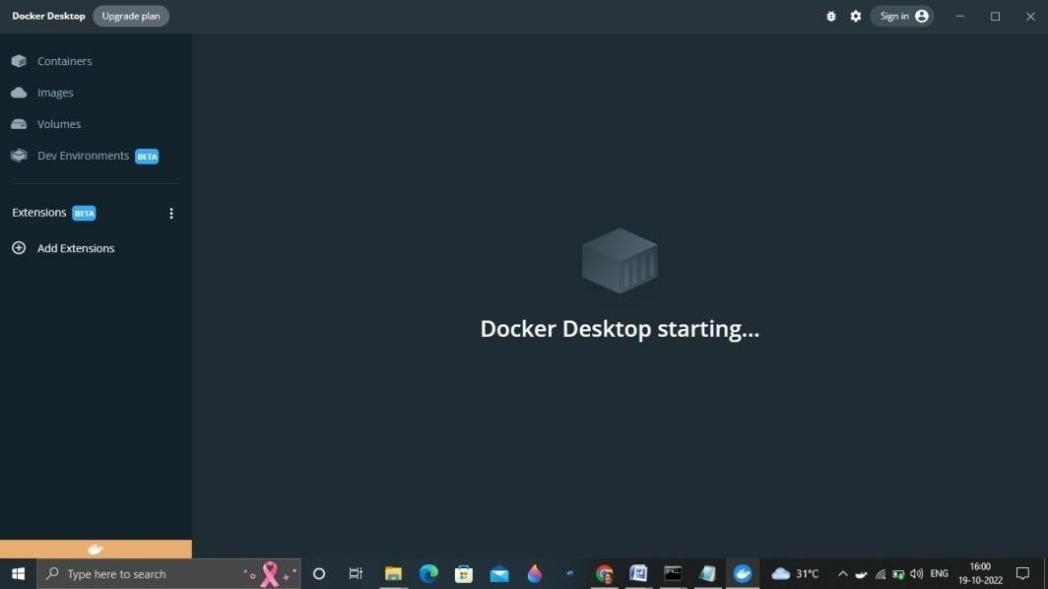 Docker Desktop Upgrade plan Sign in
Containers
Images
Volumes
Dev Environments BETA
Extensions BETA
Add Extensions
Docker Desktop starting...
Type here to search
31°C ENG
16:00
19-10-2022